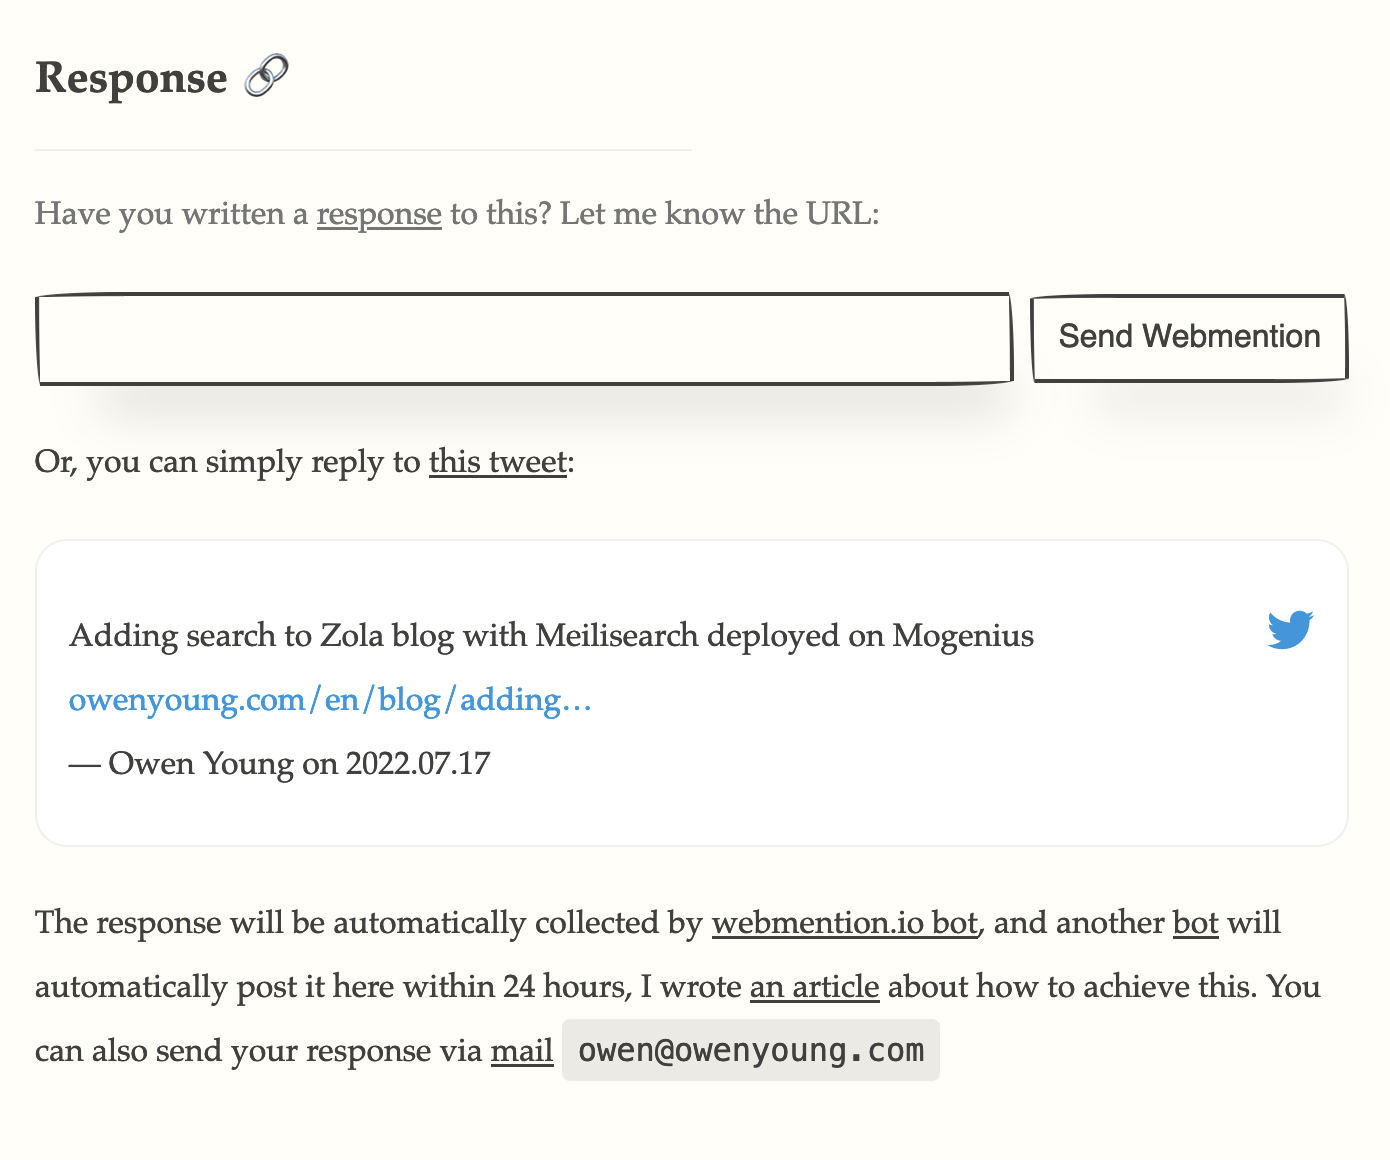 Response 🔗
Have you written a response to this? Let me know the URL:
Send Webmention
Or, you can simply reply to this tweet:
Adding search to Zola blog with Meilisearch deployed on Mogenius
owenyoung.com/en/blog/adding…
— Owen Young on 2022.07.17
The response will be automatically collected by webmention.io bot, and another bot will
automatically post it here within 24 hours, I wrote an article about how to achieve this. You
can also send your response via mail owen@owenyoung.com